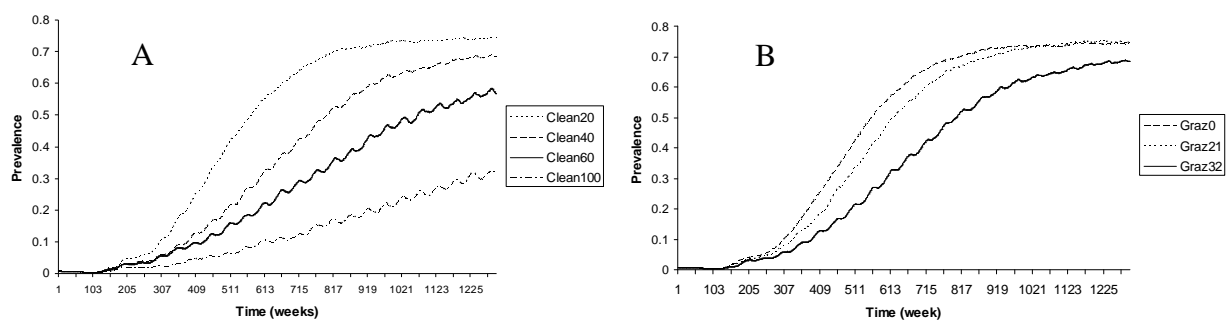 A
0.8
0.7
0.6
0.5
0.4
0.3
0.2
0.1
0
Prevalence
1 103 205 307 409 511 613 715 817 919 1021 1123 1225
Time (weeks)
Clean20
Clean40
Clean60
Clean100
B
0.8
0.7
0.6
0.5
0.4
0.3
0.2
0.1
0
Prevalence
1 103 205 307 409 511 613 715 817 919 1021 1123 1225
Time (week)
Graz0
Graz21
Graz32